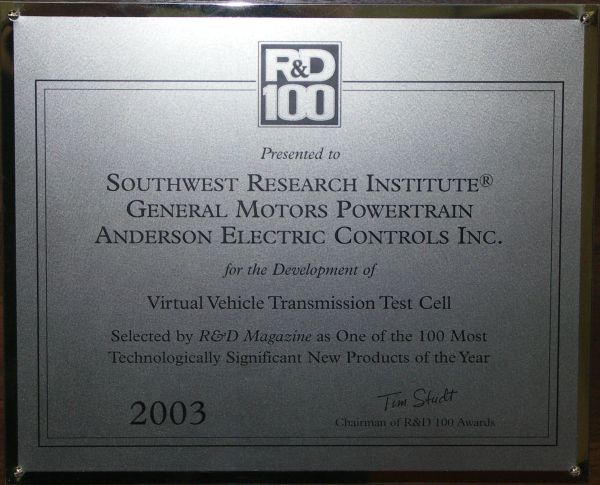 R&D
100
Presented to
SOUTHWEST RESEARCH INSTITUTE®
GENERAL MOTORS POWERTRAIN
ANDERSON ELECTRIC CONTROLS INC.
for the Development of
Virtual Vehicle Transmission Test Cell
Selected by R&D Magazine as One of the 100 Most
Technologically Significant New Products of the Year
2003
Tim Studt
Chairman of R&D 100 Awards